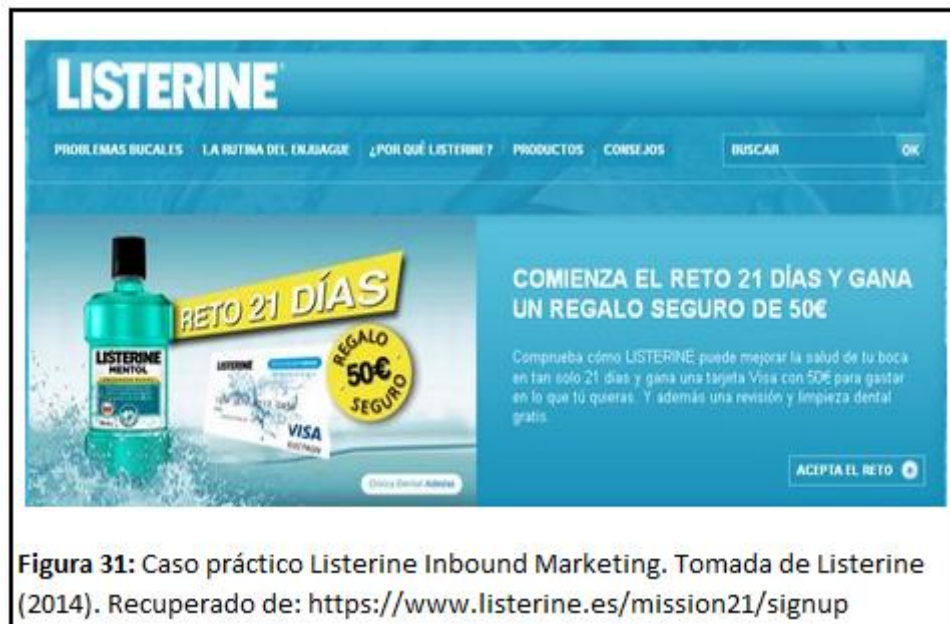 LISTERINE
PROBLEMAS BUCALES LA RUTINA DEL ENJUAGUE ¿POR QUÉ LISTERINE? PRODUCTOS CONSEJOS BUSCAR OK
RETO 21 DÍAS
REGALO
50€
SEGURO
LISTERINE
MENTOL
LISTERINE
VISA
Clínica Dental Adeslas
COMIENZA EL RETO 21 DÍAS Y GANA
UN REGALO SEGURO DE 50€
Comprueba cómo LISTERINE puede mejorar la salud de tu boca
en tan solo 21 días y gana una tarjeta Visa con 50€ para gastar
en lo que tú quieras. Y además una revisión y limpieza dental
gratis.
ACEPTA EL RETO
Figura 31: Caso práctico Listerine Inbound Marketing. Tomada de Listerine
(2014). Recuperado de: https://www.listerine.es/mission21/signup